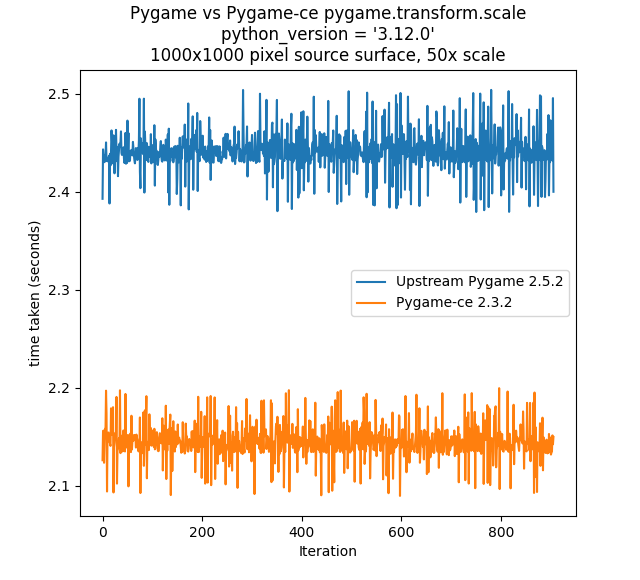 Pygame vs Pygame-ce pygame.transform.scale
python_version = '3.12.0'
1000x1000 pixel source surface, 50x scale
2.5
2.4
2.3
2.2
2.1
time taken (seconds)
Upstream Pygame 2.5.2
Pygame-ce 2.3.2
0
200
400
600
800
Iteration